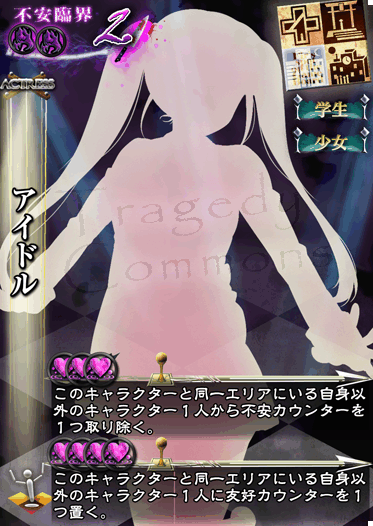 不安臨界 2
ACTRESS
学生
少女
アイドル
Tragedy
Commons
このキャラクターと同一エリアにいる自身以
外のキャラクター1人から不安カウンターを
1つ取り除く。
このキャラクターと同一エリアにいる自身以
外のキャラクター1人に友好カウンターを1
つ置く。